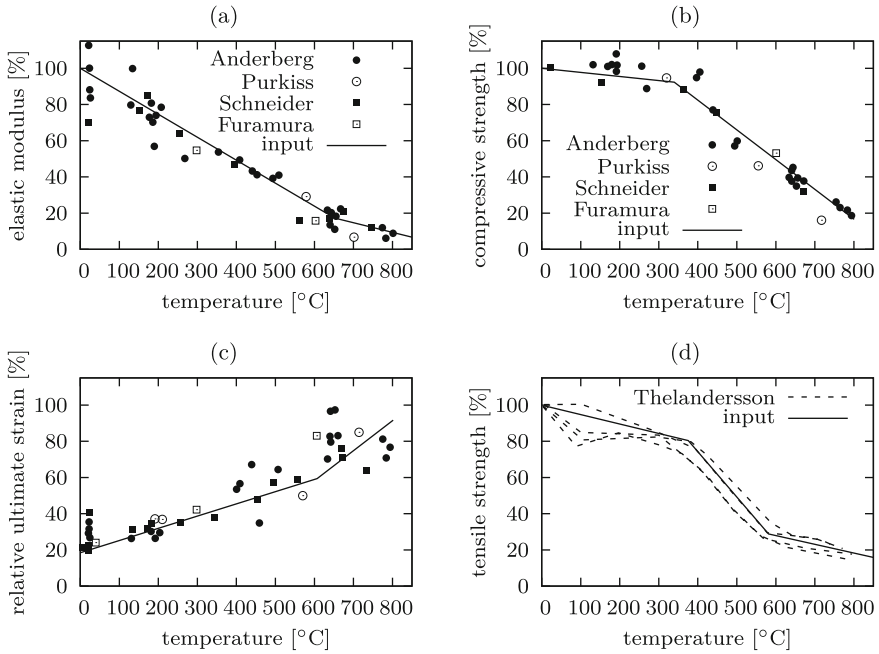 (a)
elastic modulus [%]
100
80
60
40
20
0
Anderberg
Purkiss
Schneider
Furamura
input
0 100 200 300 400 500 600 700 800
temperature [°C]
(b)
compressive strength [%]
100
80
60
40
20
0
Anderberg
Purkiss
Schneider
Furamura
input
0 100 200 300 400 500 600 700 800
temperature [°C]
(c)
relative ultimate strain [%]
100
80
60
40
20
0
0 100 200 300 400 500 600 700 800
temperature [°C]
(d)
tensile strength [%]
100
80
60
40
20
0
Thelandersson
input
0 100 200 300 400 500 600 700 800
temperature [°C]